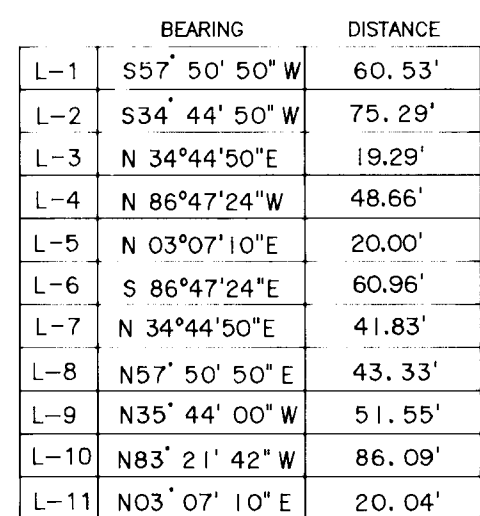 BEARING DISTANCE
L-1 S57° 50' 50" W 60.53'
L-2 S34° 44' 50" W 75.29'
L-3 N 34°44'50"E 19.29'
L-4 N 86°47'24"W 48.66'
L-5 N 03°07'10"E 20.00'
L-6 S 86°47'24"E 60.96'
L-7 N 34°44'50"E 41.83'
L-8 N57° 50' 50" E 43.33'
L-9 N35° 44' 00" W 51.55'
L-10 N83° 21' 42" W 86.09'
L-11 N03° 07' 10" E 20.04'